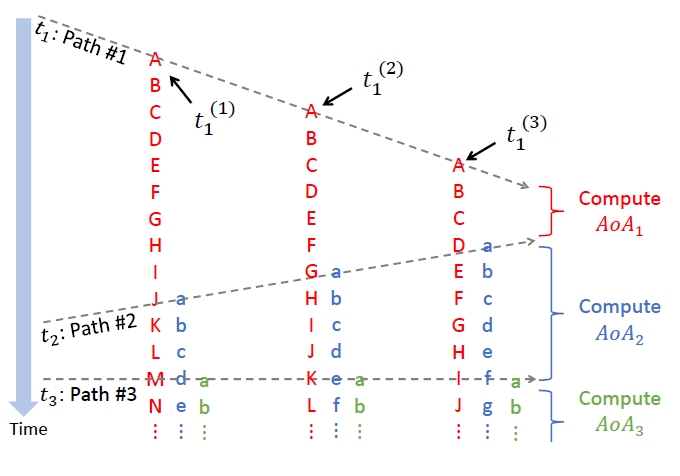 t₁: Path #1
t₁⁽¹⁾
t₁⁽²⁾
t₁⁽³⁾
A
B
C A
D B
E C A
F D B
G E C
H F D a
I G a E b
J a H b F c
K b I c G d
L c J d H e
M d a K e a I f a
N e b L f b J g b
⋮ ⋮ ⋮ ⋮ ⋮ ⋮ ⋮ ⋮ ⋮
t₂: Path #2
t₃: Path #3
Time
Compute
AoA₁
Compute
AoA₂
Compute
AoA₃